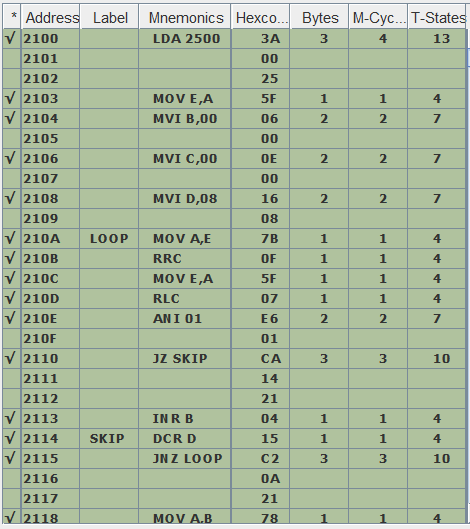 * Address Label Mnemonics Hexco... Bytes M-Cyc... T-States
√ 2100 LDA 2500 3A 3 4 13
2101 00
2102 25
√ 2103 MOV E,A 5F 1 1 4
√ 2104 MVI B,00 06 2 2 7
2105 00
√ 2106 MVI C,00 0E 2 2 7
2107 00
√ 2108 MVI D,08 16 2 2 7
2109 08
√ 210A LOOP MOV A,E 7B 1 1 4
√ 210B RRC 0F 1 1 4
√ 210C MOV E,A 5F 1 1 4
√ 210D RLC 07 1 1 4
√ 210E ANI 01 E6 2 2 7
210F 01
√ 2110 JZ SKIP CA 3 3 10
2111 14
2112 21
√ 2113 INR B 04 1 1 4
√ 2114 SKIP DCR D 15 1 1 4
√ 2115 JNZ LOOP C2 3 3 10
2116 0A
2117 21
√ 2118 MOV A,B 78 1 1 4